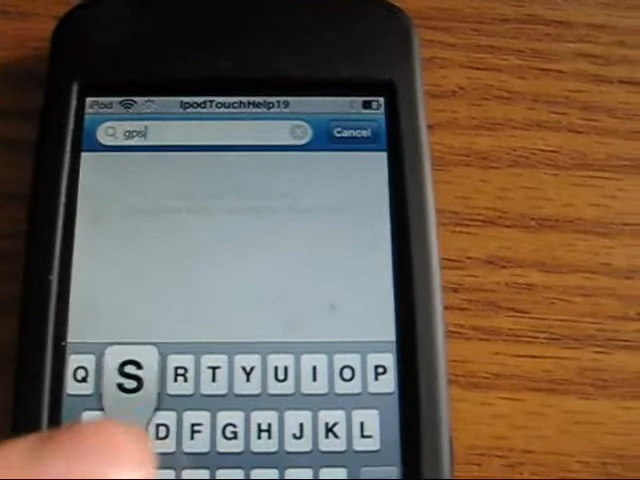 iPod IpodTouchHelp19
gps Cancel
Q S R T Y U I O P
D F G H J K L